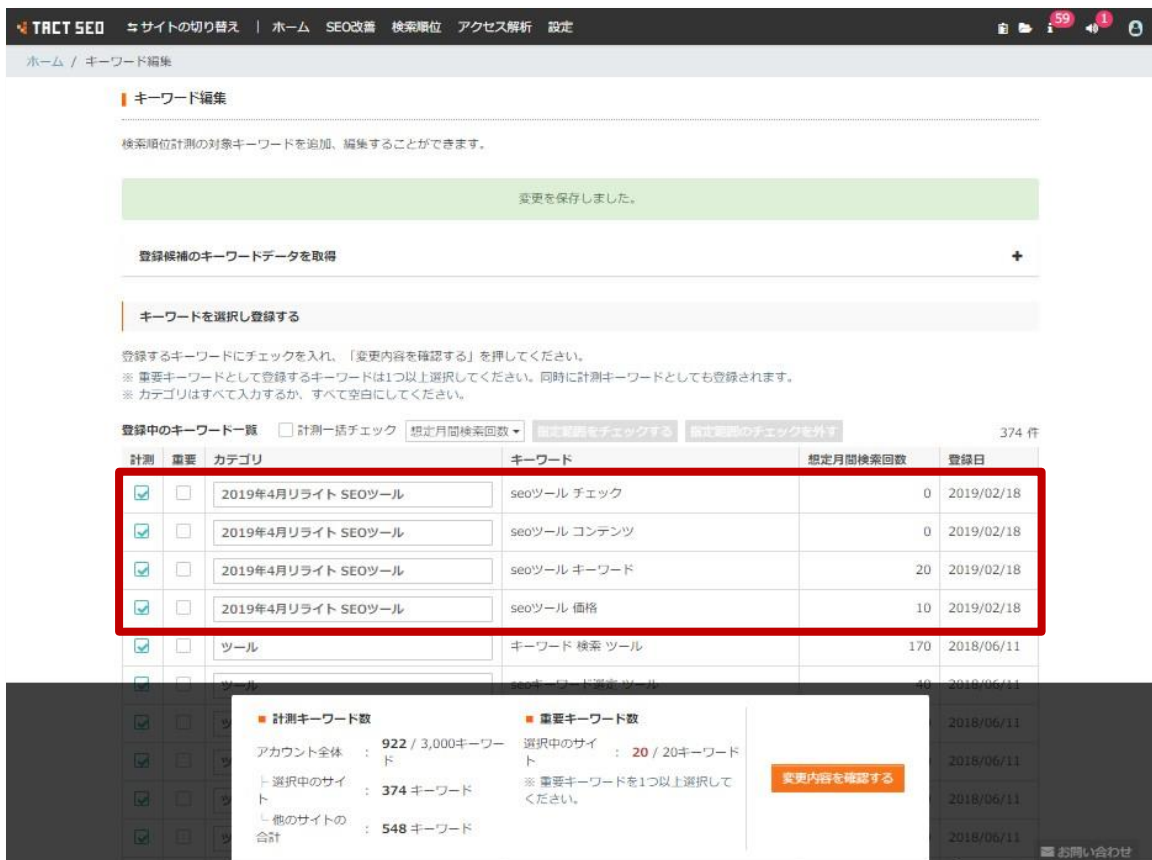 TACT SEO ⇆サイトの切り替え | ホーム SEO改善 検索順位 アクセス解析 設定 59 1
ホーム / キーワード編集
キーワード編集
検索順位計測の対象キーワードを追加、編集することができます。
変更を保存しました。
登録候補のキーワードデータを取得 +
キーワードを選択し登録する
登録するキーワードにチェックを入れ、「変更内容を確認する」を押してください。
※ 重要キーワードとして登録するキーワードは1つ以上選択してください。同時に計測キーワードとしても登録されます。
※ カテゴリはすべて入力するか、すべて空白にしてください。
登録中のキーワード一覧 計測一括チェック 想定月間検索回数 指定範囲をチェックする 指定範囲のチェックを外す 374 件
計測 重要 カテゴリ キーワード 想定月間検索回数 登録日
2019年4月リライト SEOツール seoツール チェック 0 2019/02/18
2019年4月リライト SEOツール seoツール コンテンツ 0 2019/02/18
2019年4月リライト SEOツール seoツール キーワード 20 2019/02/18
2019年4月リライト SEOツール seoツール 価格 10 2019/02/18
ツール キーワード 検索 ツール 170 2018/06/11
ツール seoキーワード選定 ツール 40 2018/06/11
■ 計測キーワード数 ■ 重要キーワード数 2018/06/11
アカウント全体 : 922 / 3,000キーワード 選択中のサイト : 20 / 20キーワード 2018/06/11
├ 選択中のサイト : 374 キーワード ※ 重要キーワードを1つ以上選択してください。 変更内容を確認する 2018/06/11
└ 他のサイトの合計 : 548 キーワード 2018/06/11
お問い合わせ